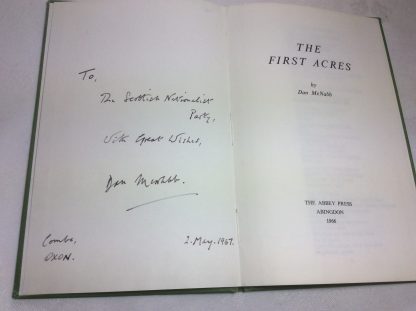 To,
The Scottish Nationalist
Party,
With Great Wishes,
Dan McNabb.
Combe,
OXON.
2. May. 1967.
THE
FIRST ACRES
by
Dan McNabb
THE ABBEY PRESS
ABINGDON
1966